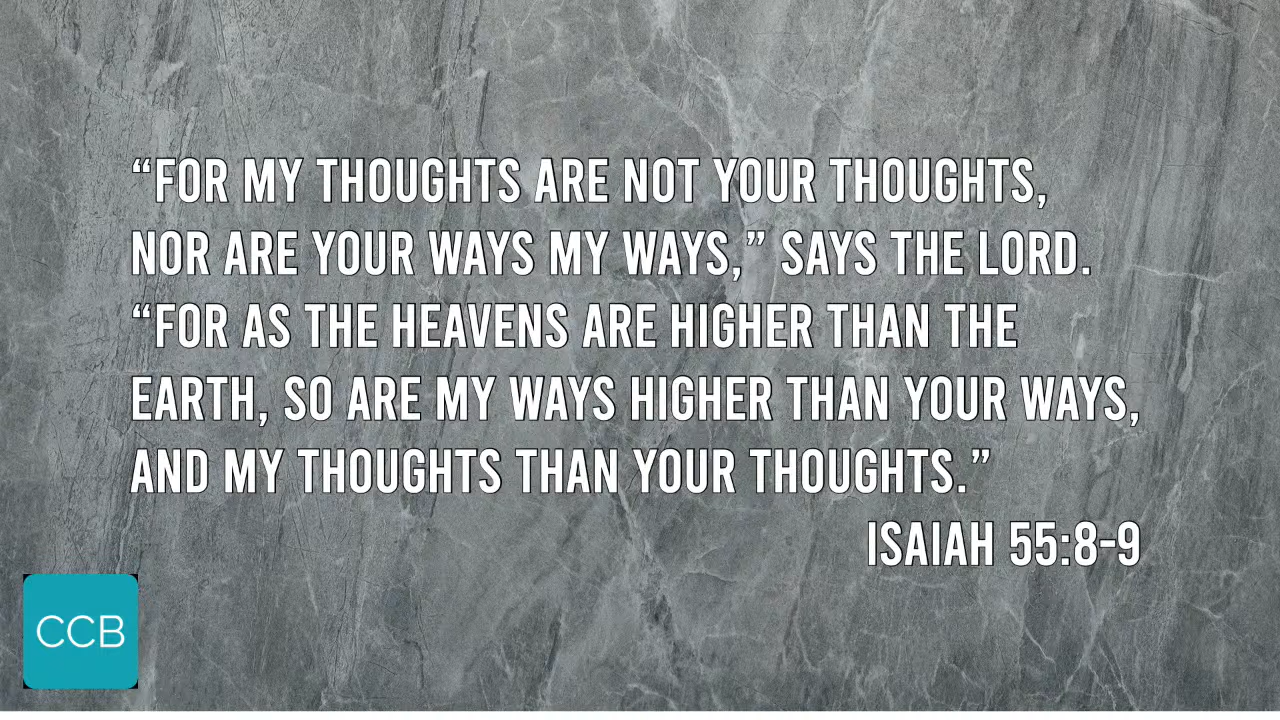 “FOR MY THOUGHTS ARE NOT YOUR THOUGHTS,
NOR ARE YOUR WAYS MY WAYS,” SAYS THE LORD.
“FOR AS THE HEAVENS ARE HIGHER THAN THE
EARTH, SO ARE MY WAYS HIGHER THAN YOUR WAYS,
AND MY THOUGHTS THAN YOUR THOUGHTS.”
ISAIAH 55:8-9
CCB